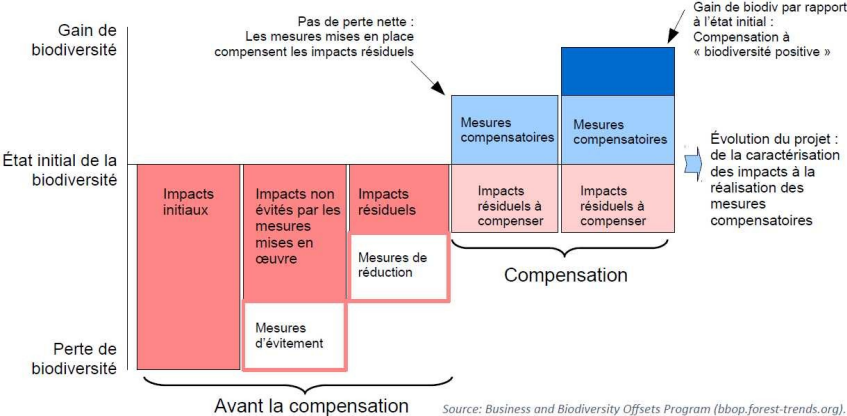 Gain de
biodiversité
État initial de la
biodiversité
Perte de
biodiversité
Pas de perte nette :
Les mesures mises en place
compensent les impacts résiduels
Gain de biodiv par rapport
à l'état initial :
Compensation à
« biodiversité positive »
Impacts
initiaux
Impacts non
évités par les
mesures
mises en
œuvre
Mesures
d'évitement
Impacts
résiduels
Mesures de
réduction
Mesures
compensatoires
Impacts
résiduels à
compenser
Mesures
compensatoires
Impacts
résiduels à
compenser
Évolution du projet :
de la caractérisation
des impacts à la
réalisation des
mesures
compensatoires
Compensation
Avant la compensation
Source: Business and Biodiversity Offsets Program (bbop.forest-trends.org).